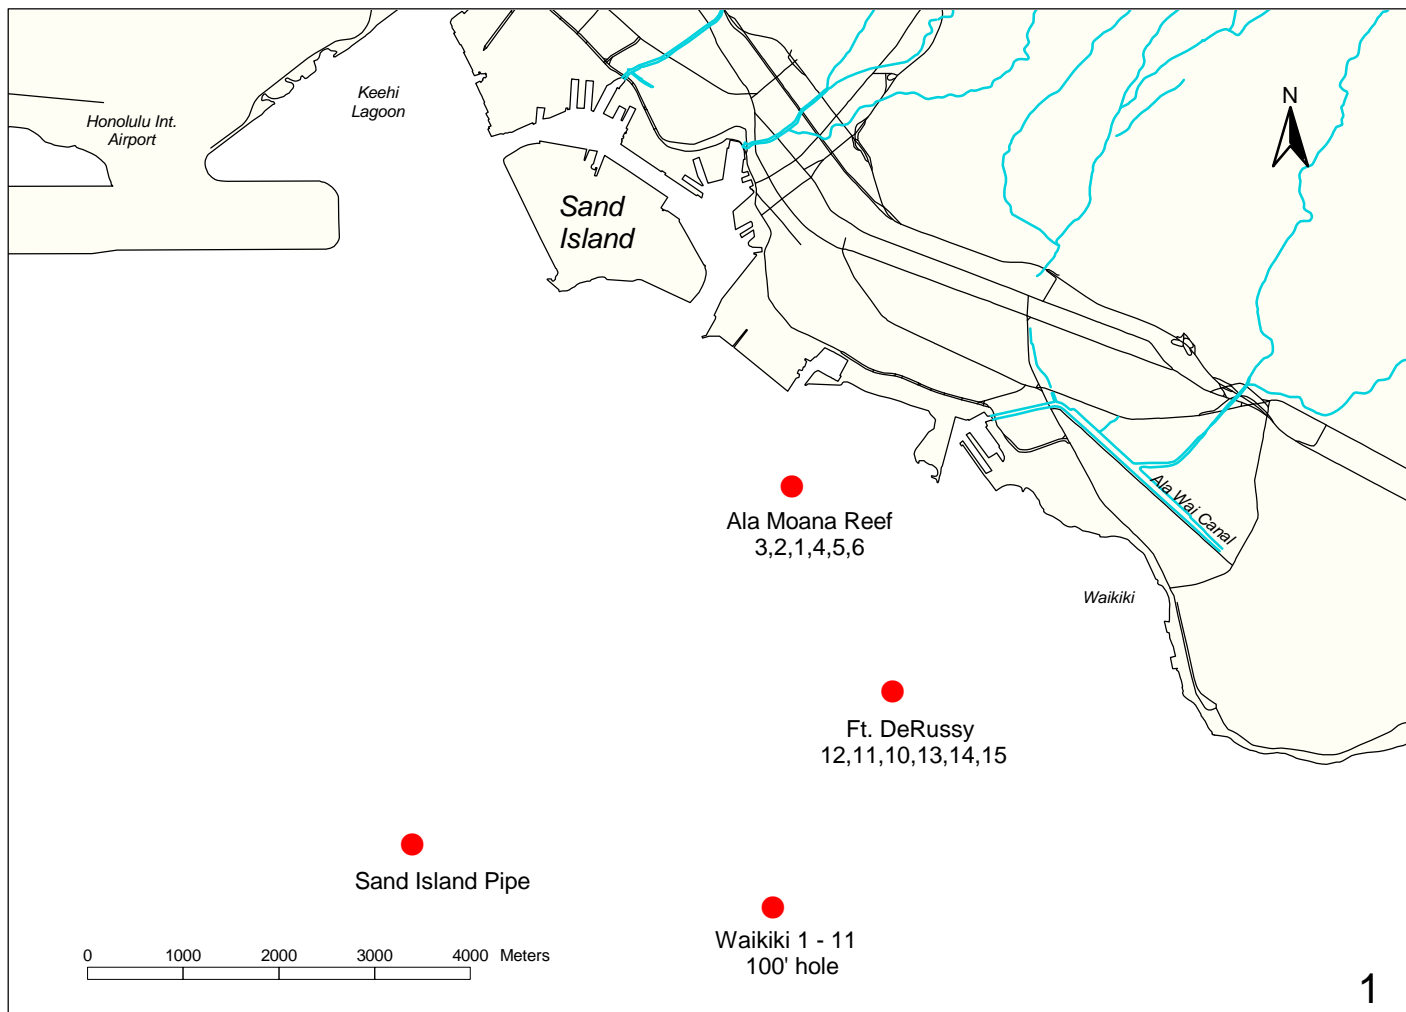 Keehi
Lagoon
Honolulu Int.
Airport
N
Sand
Island
Ala Wai Canal
Ala Moana Reef
3,2,1,4,5,6
Waikiki
Ft. DeRussy
12,11,10,13,14,15
Sand Island Pipe
Waikiki 1 - 11
100' hole
0 1000 2000 3000 4000 Meters
1